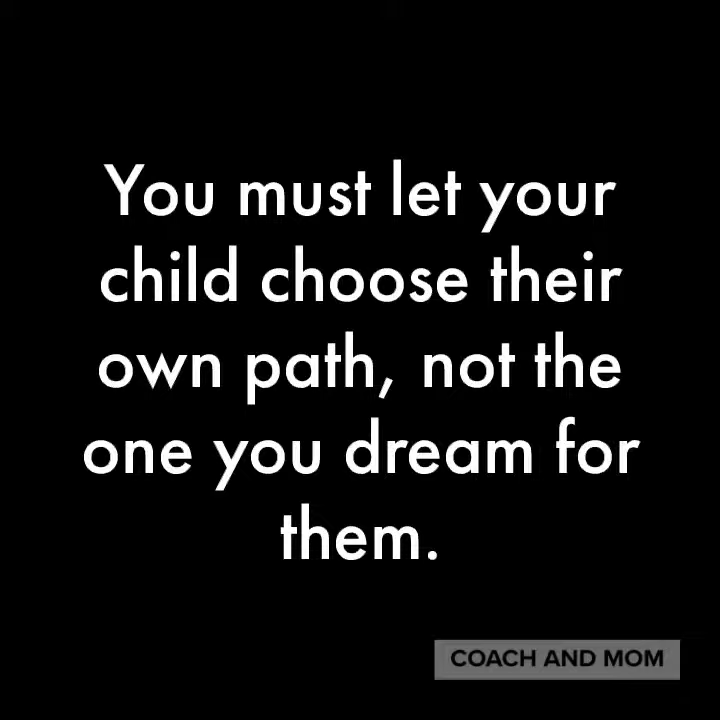 You must let your
child choose their
own path, not the
one you dream for
them.
COACH AND MOM